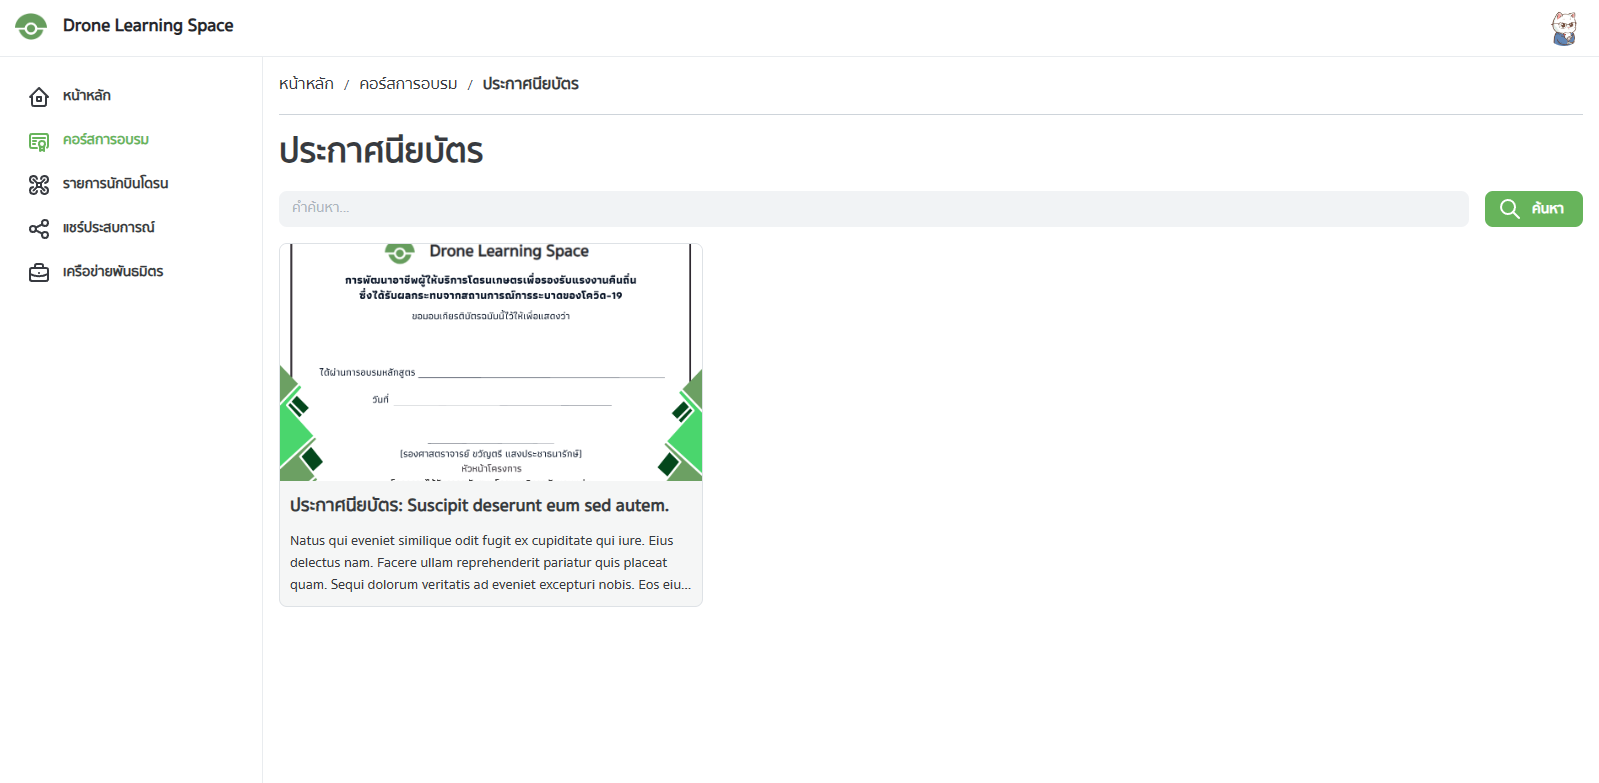 Drone Learning Space
หน้าหลัก
คอร์สการอบรม
รายการนักบินโดรน
แชร์ประสบการณ์
เครือข่ายพันธมิตร
หน้าหลัก / คอร์สการอบรม / ประกาศนียบัตร
ประกาศนียบัตร
คำค้นหา...
ค้นหา
Drone Learning Space
การพัฒนาอาชีพผู้ให้บริการโดรนเกษตรเพื่อรองรับแรงงานคืนถิ่น
ซึ่งได้รับผลกระทบจากสถานการณ์การระบาดของโควิด-19
ขอมอบเกียรติบัตรฉบับนี้ไว้ให้เพื่อแสดงว่า
ได้ผ่านการอบรมหลักสูตร
วันที่
(รองศาสตราจารย์ ขวัญตรี แสงประชาธนารักษ์)
หัวหน้าโครงการ
ประกาศนียบัตร: Suscipit deserunt eum sed autem.
Natus qui eveniet similique odit fugit ex cupiditate qui iure. Eius
delectus nam. Facere ullam reprehenderit pariatur quis placeat
quam. Sequi dolorum veritatis ad eveniet excepturi nobis. Eos eiu...